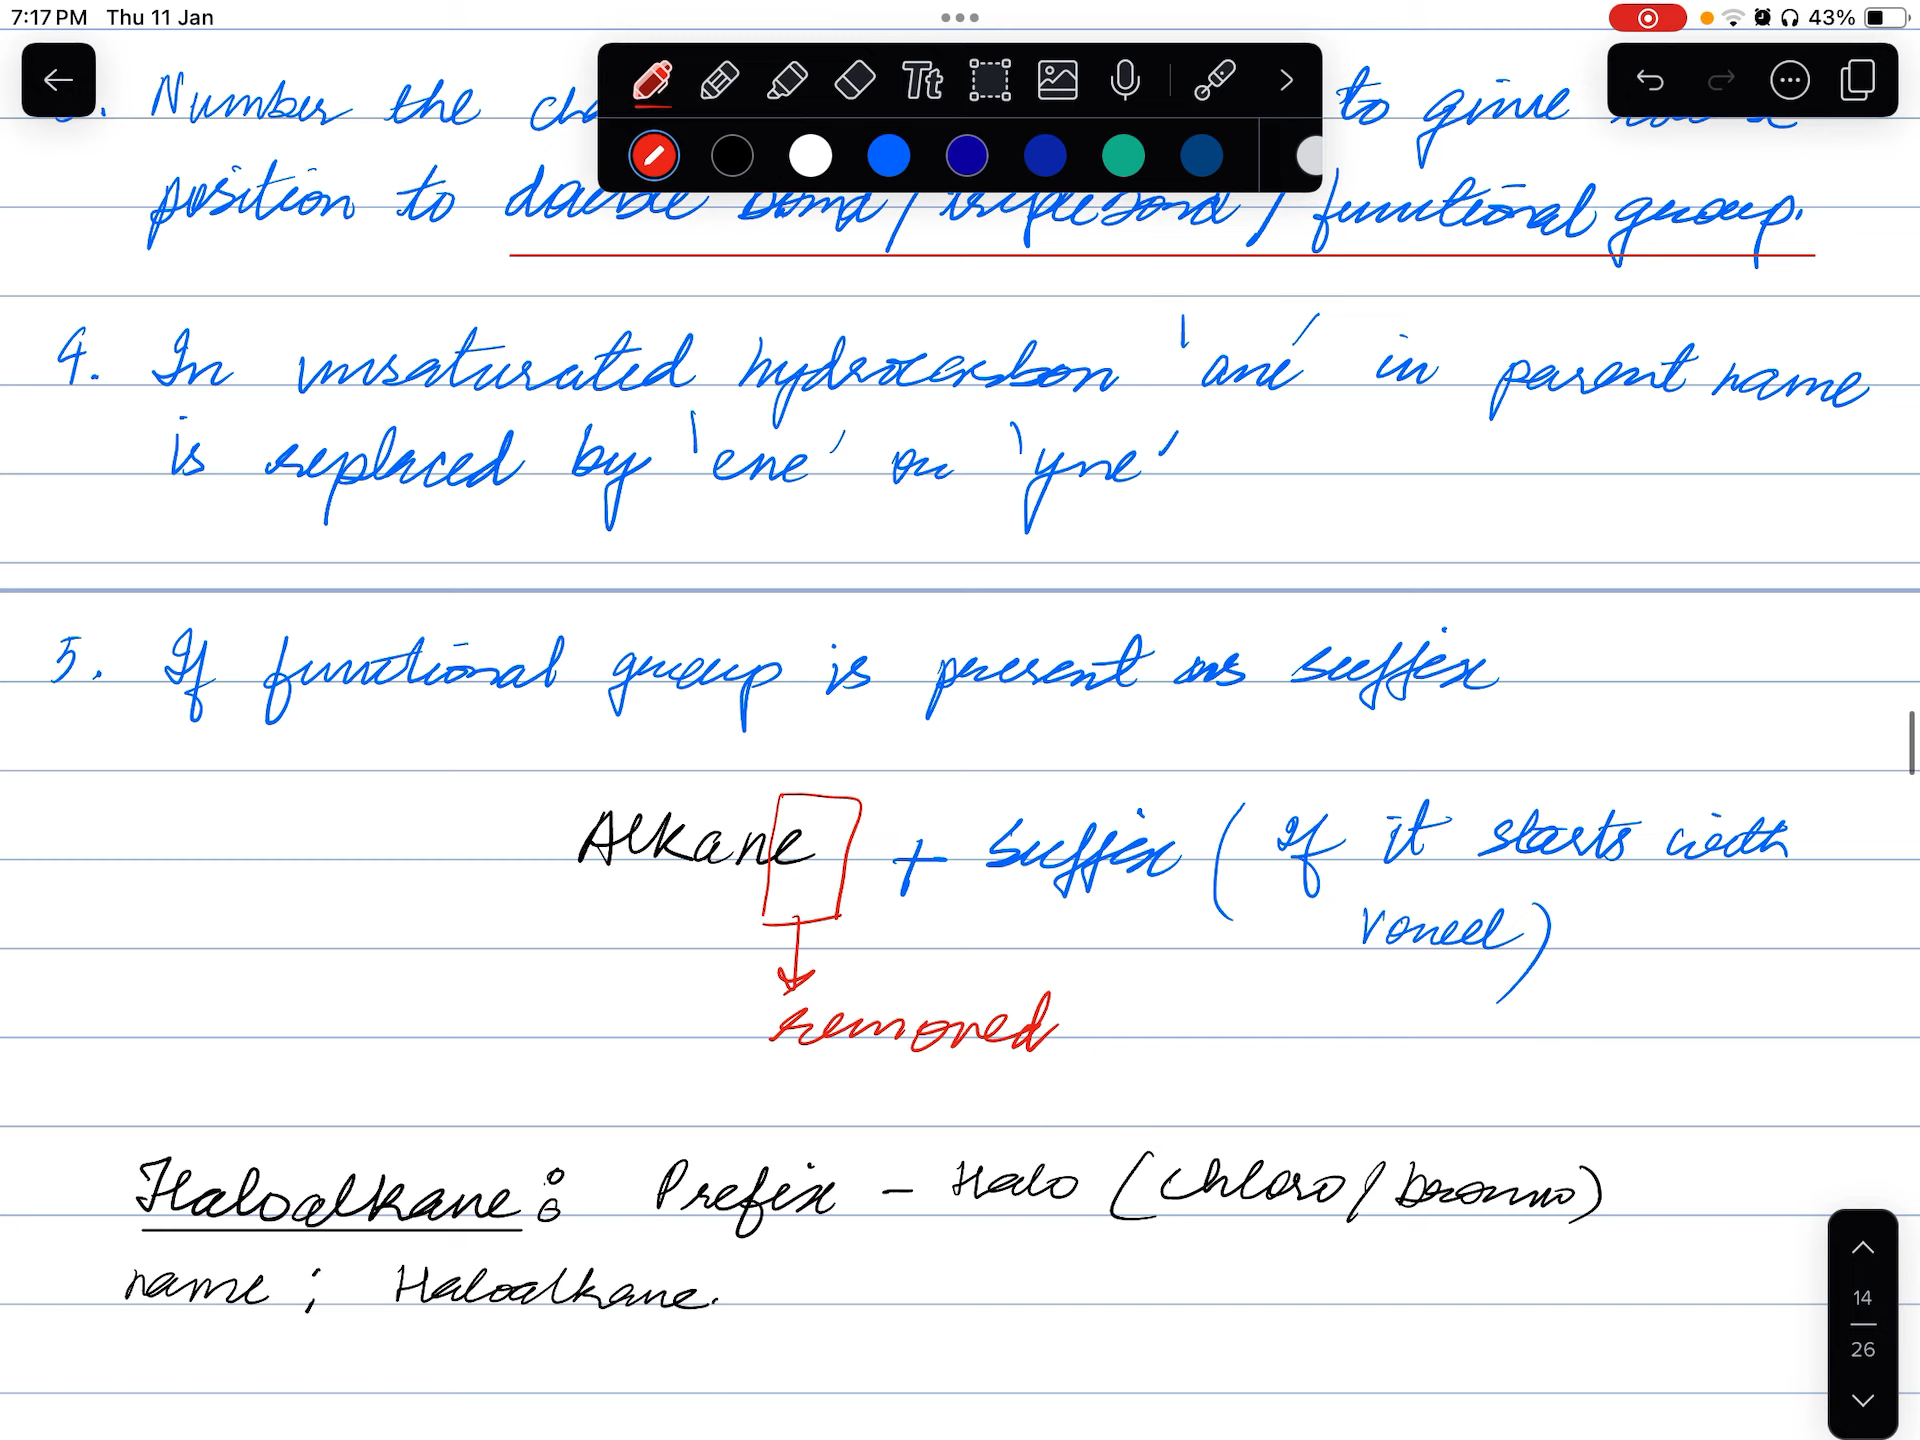 7:17 PM Thu 11 Jan
43%
Tt
. Number the to give
position to double bond / triple bond / functional group.
4. In unsaturated hydrocarbon 'ane' in parent name
is replaced by 'ene' or 'yne'
5. If functional group is present as suffix
Alkane + suffix ( If it starts with
vowel)
removed
Haloalkane: Prefix - Halo (chloro / bromo)
name ; Haloalkane.
14
26